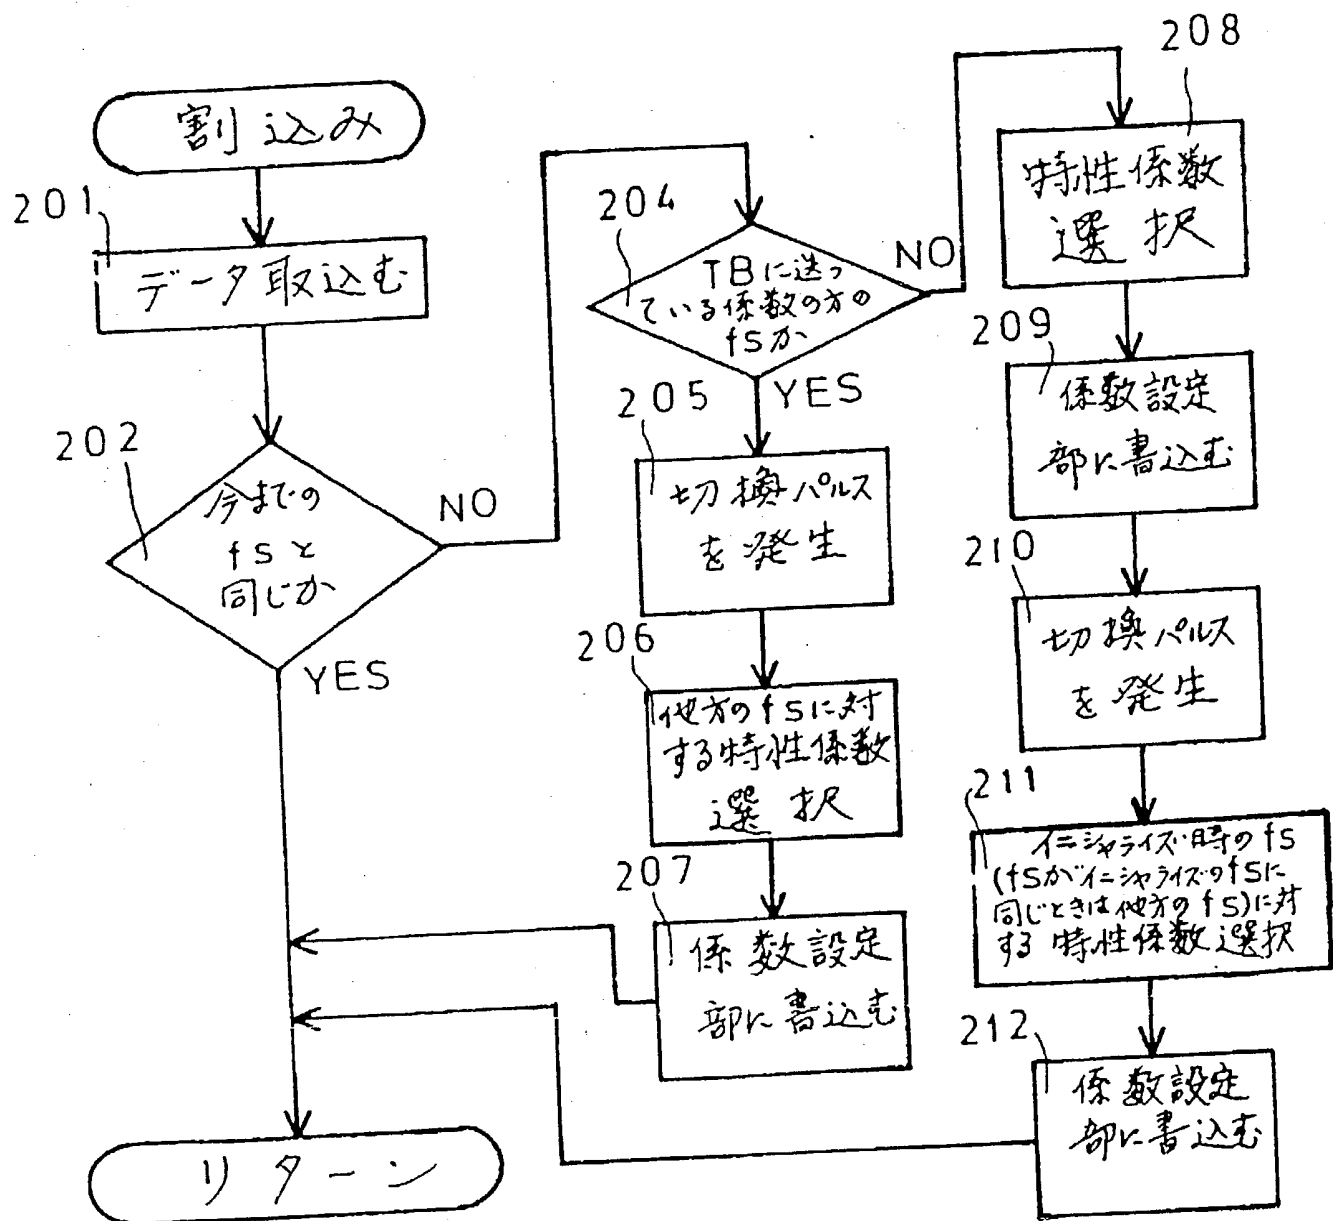 割込み
201
データ取込む
202
今までの
fsと
同じか
NO
YES
204
TBに送っ
ている係数の方の
fsか
NO
YES
205
切換パルス
を発生
206
他方のfsに対
する特性係数
選択
207
係数設定
部に書込む
208
特性係数
選択
209
係数設定
部に書込む
210
切換パルス
を発生
211
イニシャライズ時のfs
(fsがイニシャライズのfsに
同じときは他方のfs)に対
する特性係数選択
212
係数設定
部に書込む
リターン